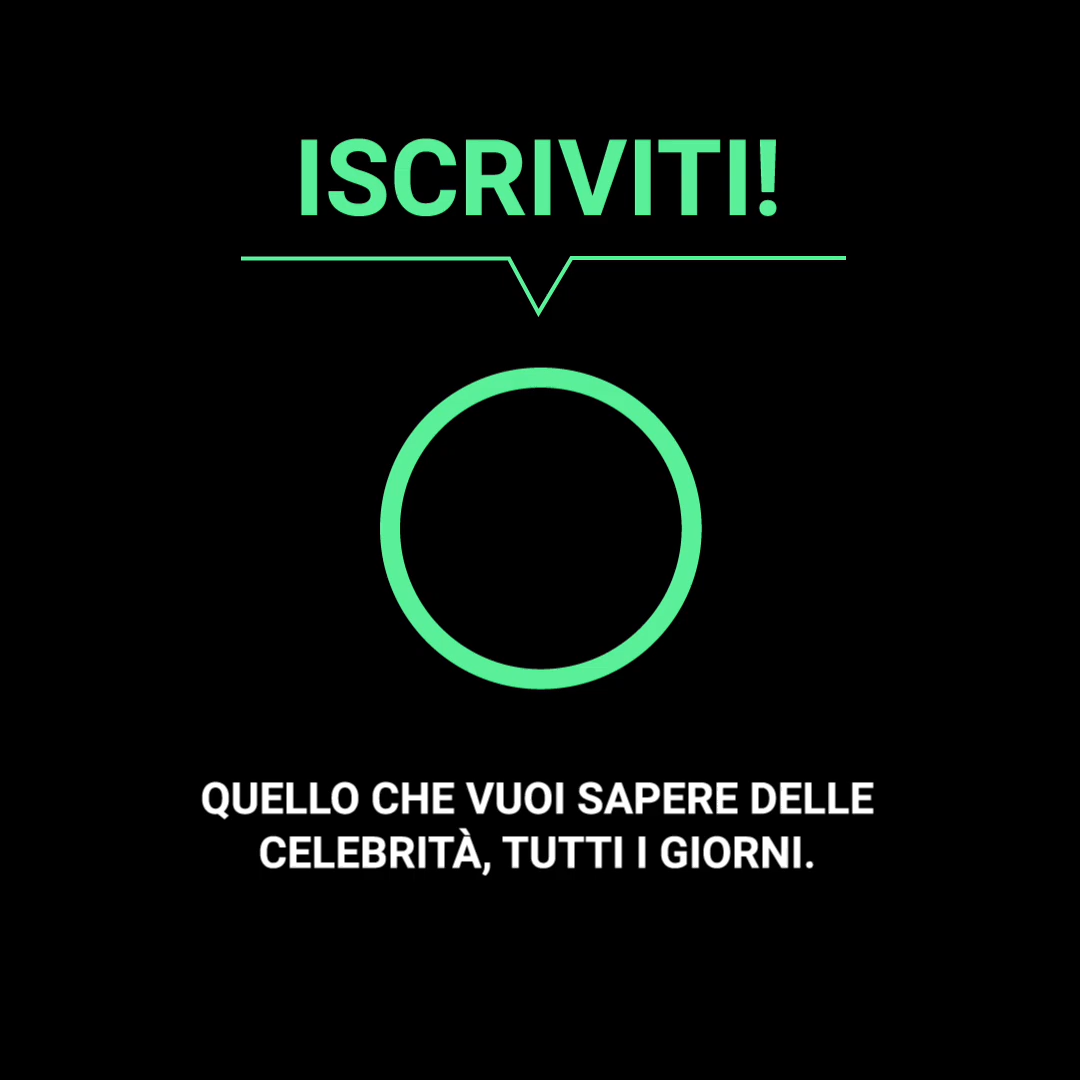 ISCRIVITI!
QUELLO CHE VUOI SAPERE DELLE
CELEBRITÀ, TUTTI I GIORNI.